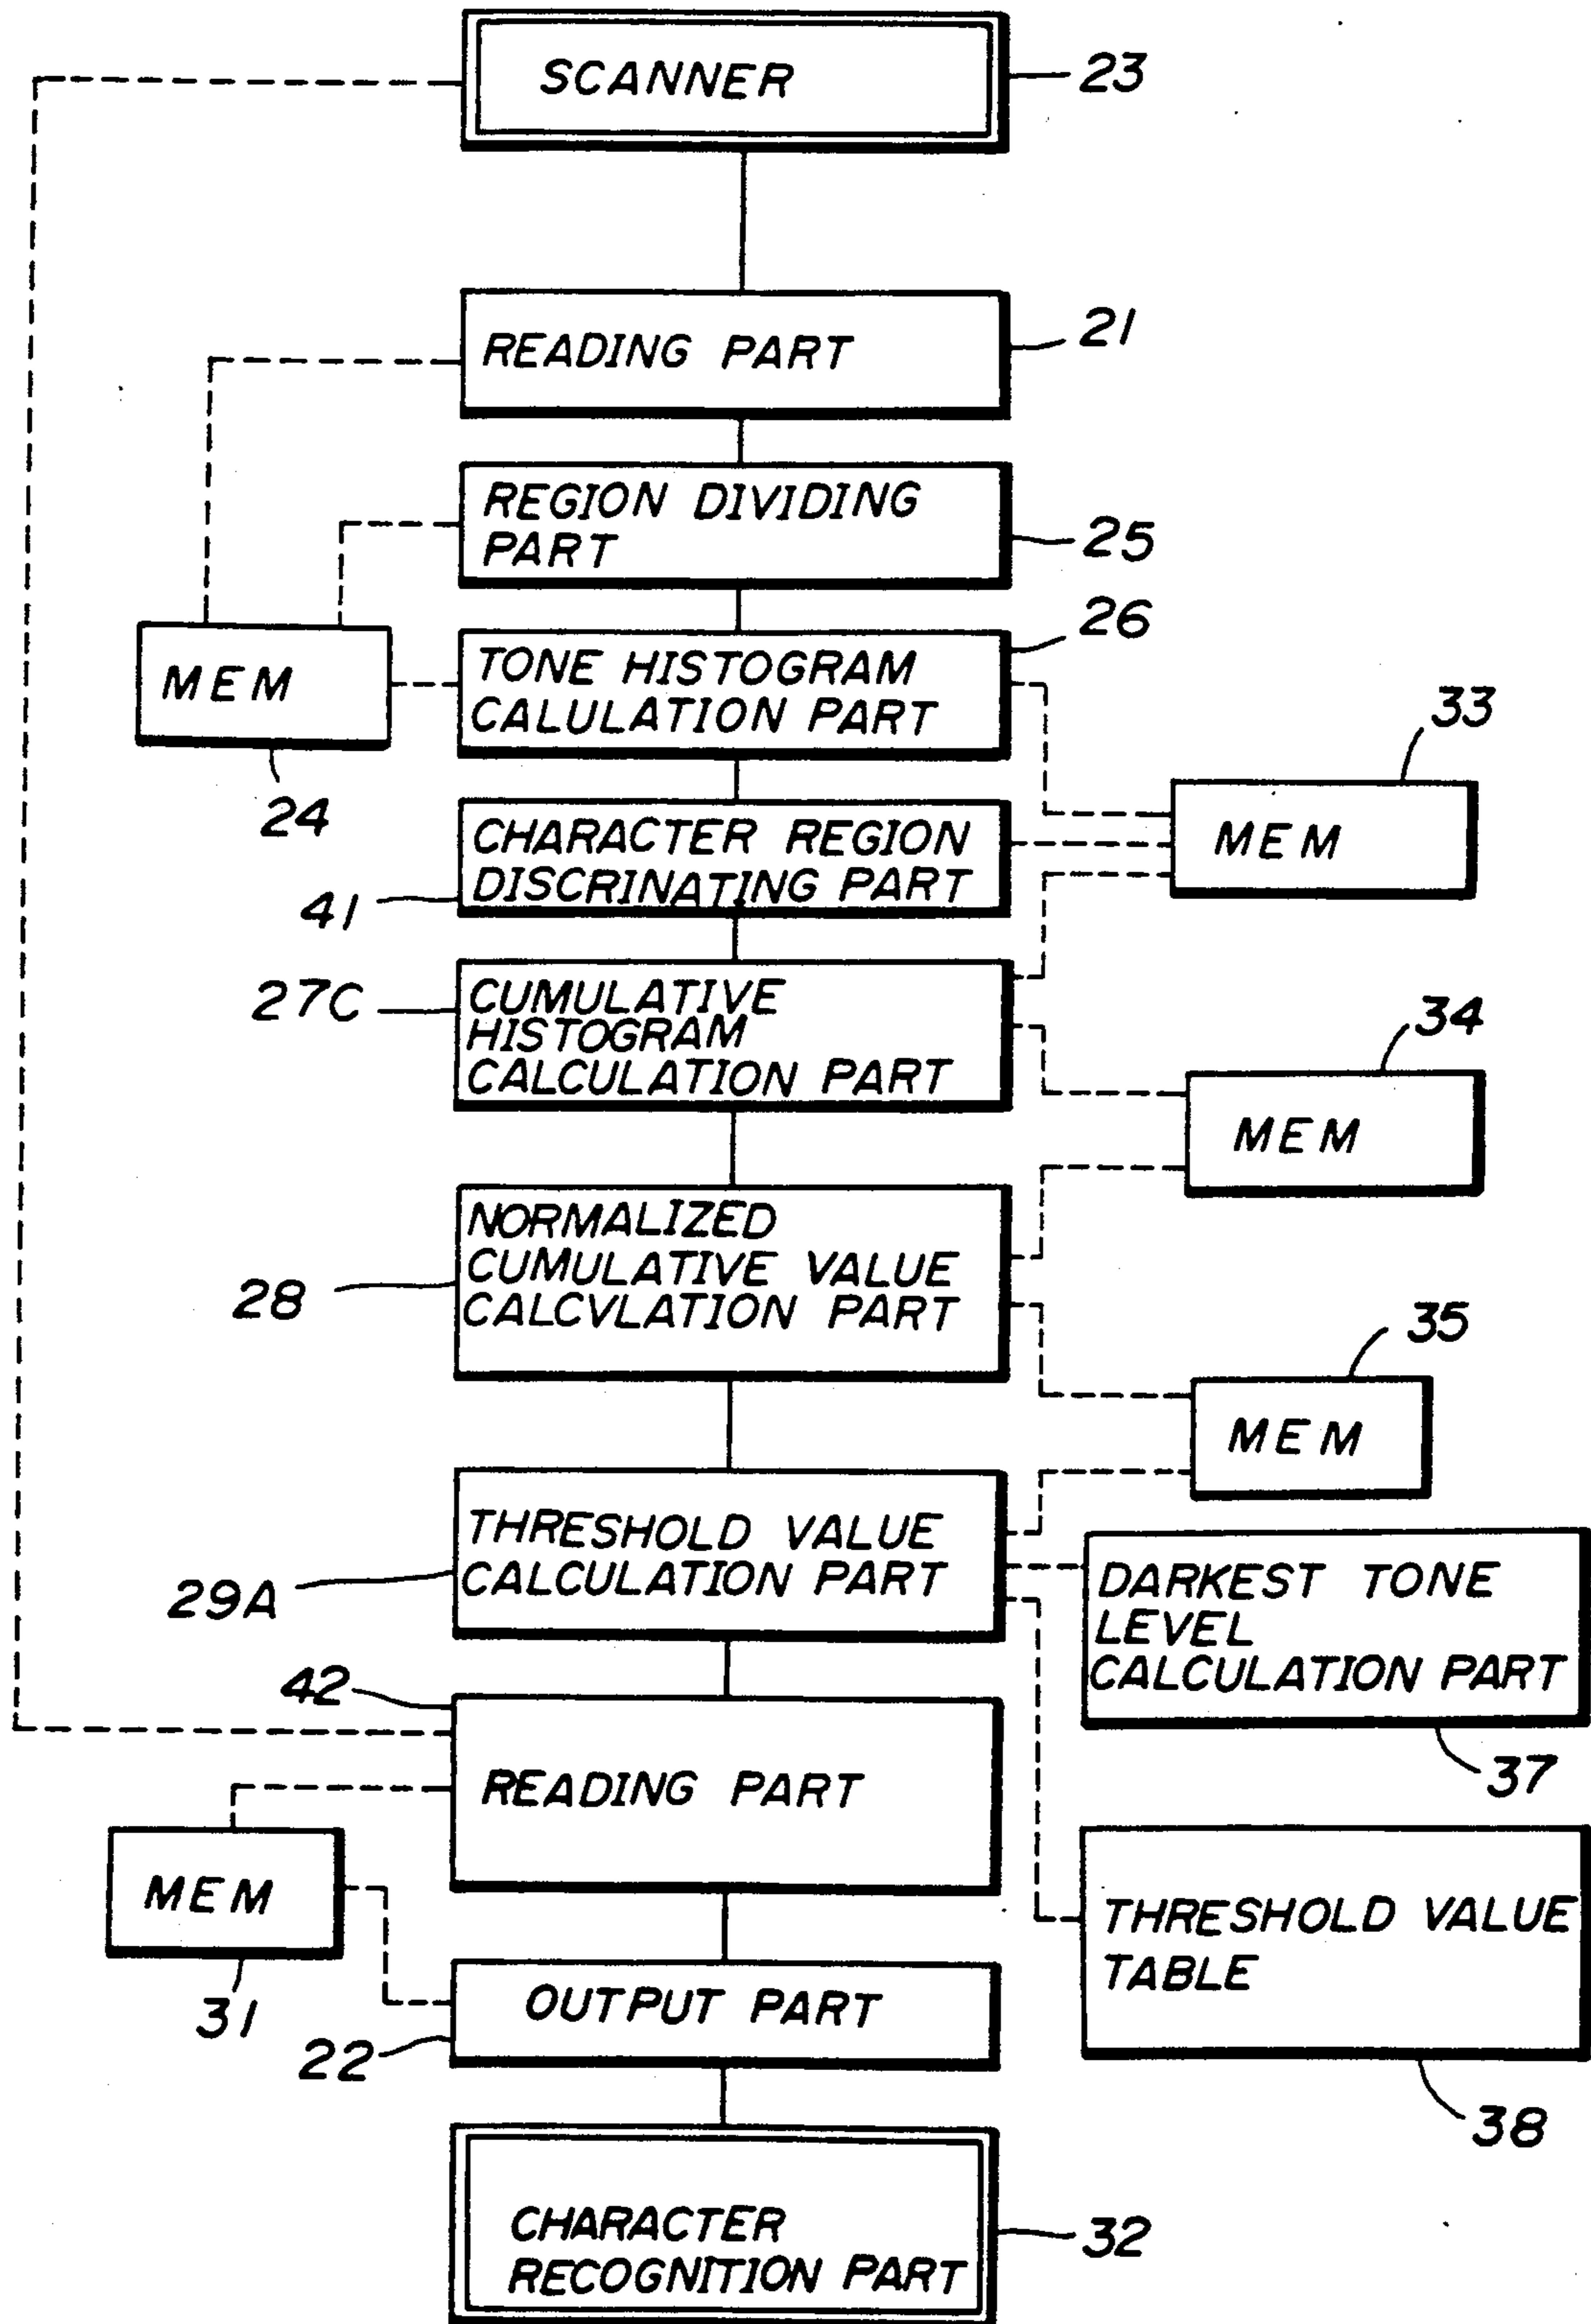 SCANNER
23
READING PART
21
REGION DIVIDING
PART
25
26
TONE HISTOGRAM
CALULATION PART
MEM
24
33
MEM
CHARACTER REGION
DISCRINATING PART
41
27C
CUMULATIVE
HISTOGRAM
CALCULATION PART
34
MEM
NORMALIZED
CUMULATIVE VALUE
CALCVLATION PART
28
35
MEM
THRESHOLD VALUE
CALCULATION PART
29A
DARKEST TONE
LEVEL
CALCULATION PART
37
42
READING PART
MEM
31
THRESHOLD VALUE
TABLE
38
OUTPUT PART
22
CHARACTER
RECOGNITION PART
32